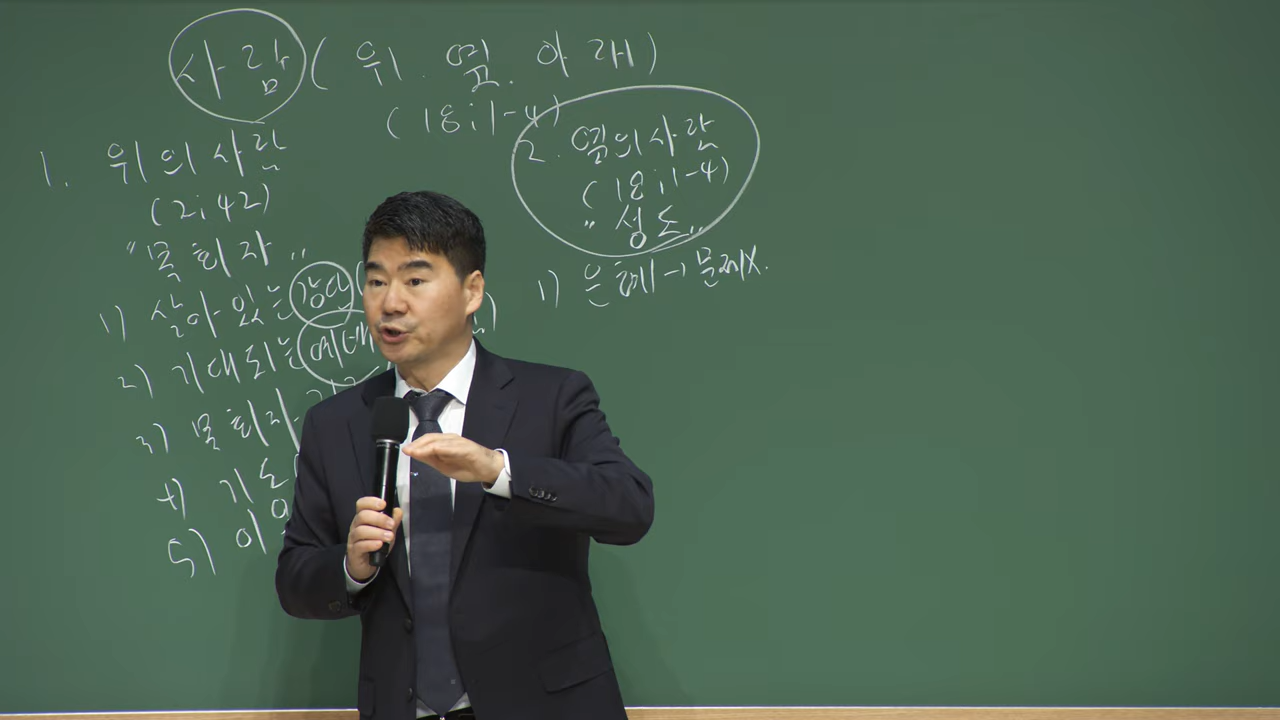 사람 (위. 옆. 아래)
(18:1-4)
1. 위의 사람
(2:42)
"목회자"
1) 살아있는 강단
2) 기대되는 예배
3) 목회자
4) 기도
5)
2. 옆의 사람
(18:1-4)
"성도"
1) 은혜→문제X.